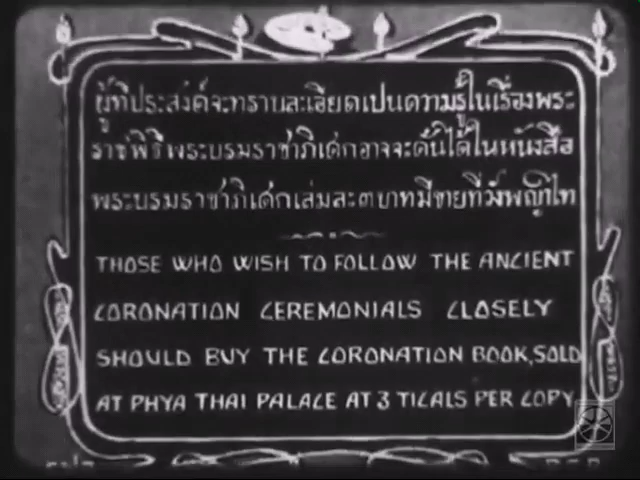 ผู้ที่ประสงค์จะทราบละเอียดเปนความรู้ในเรื่องพระ
ราชพิธีพระบรมราชาภิเศกอาจจะค้นได้ในหนังสือ
พระบรมราชาภิเศกเล่มละ๓บาทมีขายที่วังพญาไท
THOSE WHO WISH TO FOLLOW THE ANCIENT
CORONATION CEREMONIALS CLOSELY
SHOULD BUY THE CORONATION BOOK, SOLD
AT PHYA THAI PALACE AT 3 TICALS PER COPY